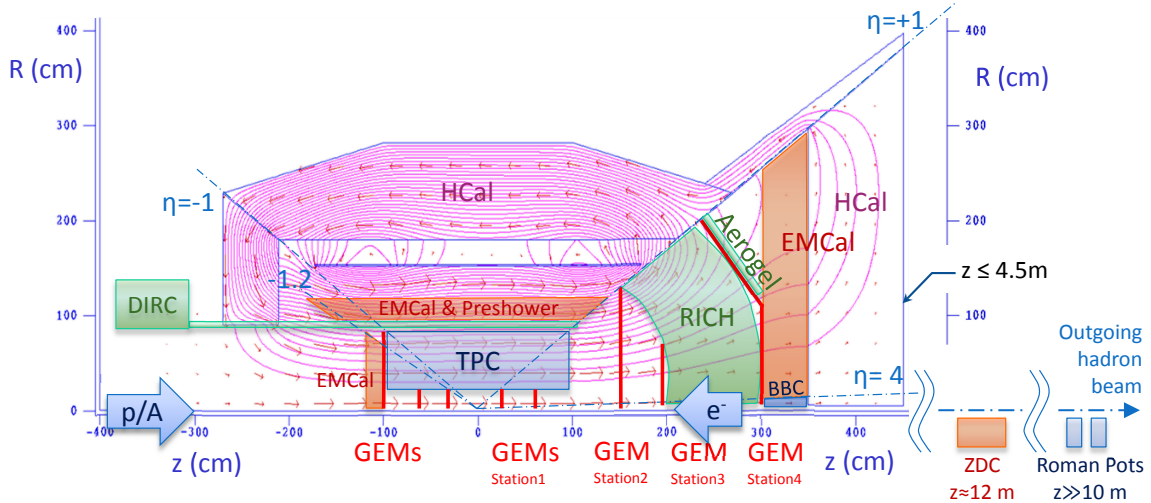 η=+1
400
400
R (cm)
R (cm)
300
300
η=-1
HCal
HCal
200
200
Aerogel
EMCal
-1.2
z ≤ 4.5m
DIRC
EMCal & Preshower
RICH
100
100
TPC
Outgoing
hadron
beam
EMCal
η= 4
BBC
p/A
e-
0
0
-400
-300
-200
-100
0
100
200
300
400
z (cm)
GEMs
GEMs
Station1
GEM
Station2
GEM
Station3
GEM
Station4
z (cm)
ZDC
z≈12 m
Roman Pots
z≫10 m